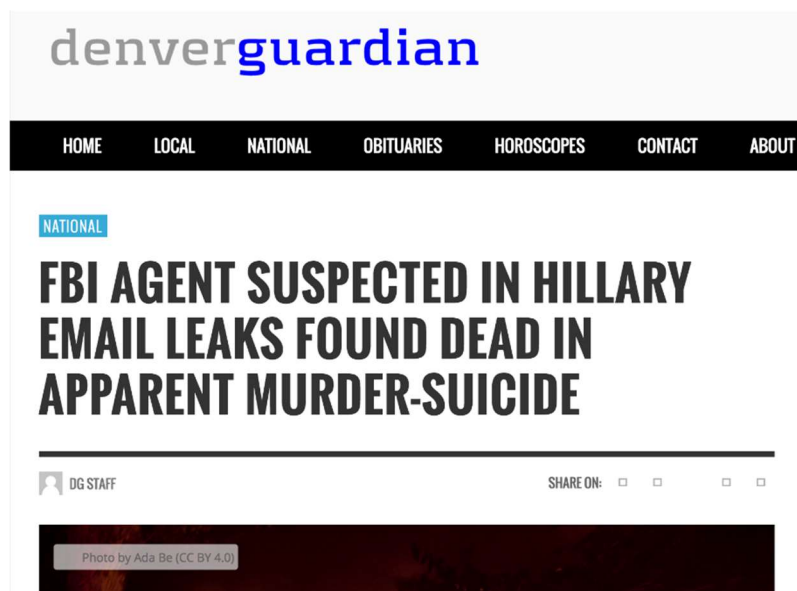 denverguardian
HOME LOCAL NATIONAL OBITUARIES HOROSCOPES CONTACT ABOUT
NATIONAL
FBI AGENT SUSPECTED IN HILLARY
EMAIL LEAKS FOUND DEAD IN
APPARENT MURDER-SUICIDE
DG STAFF SHARE ON:
Photo by Ada Be (CC BY 4.0)